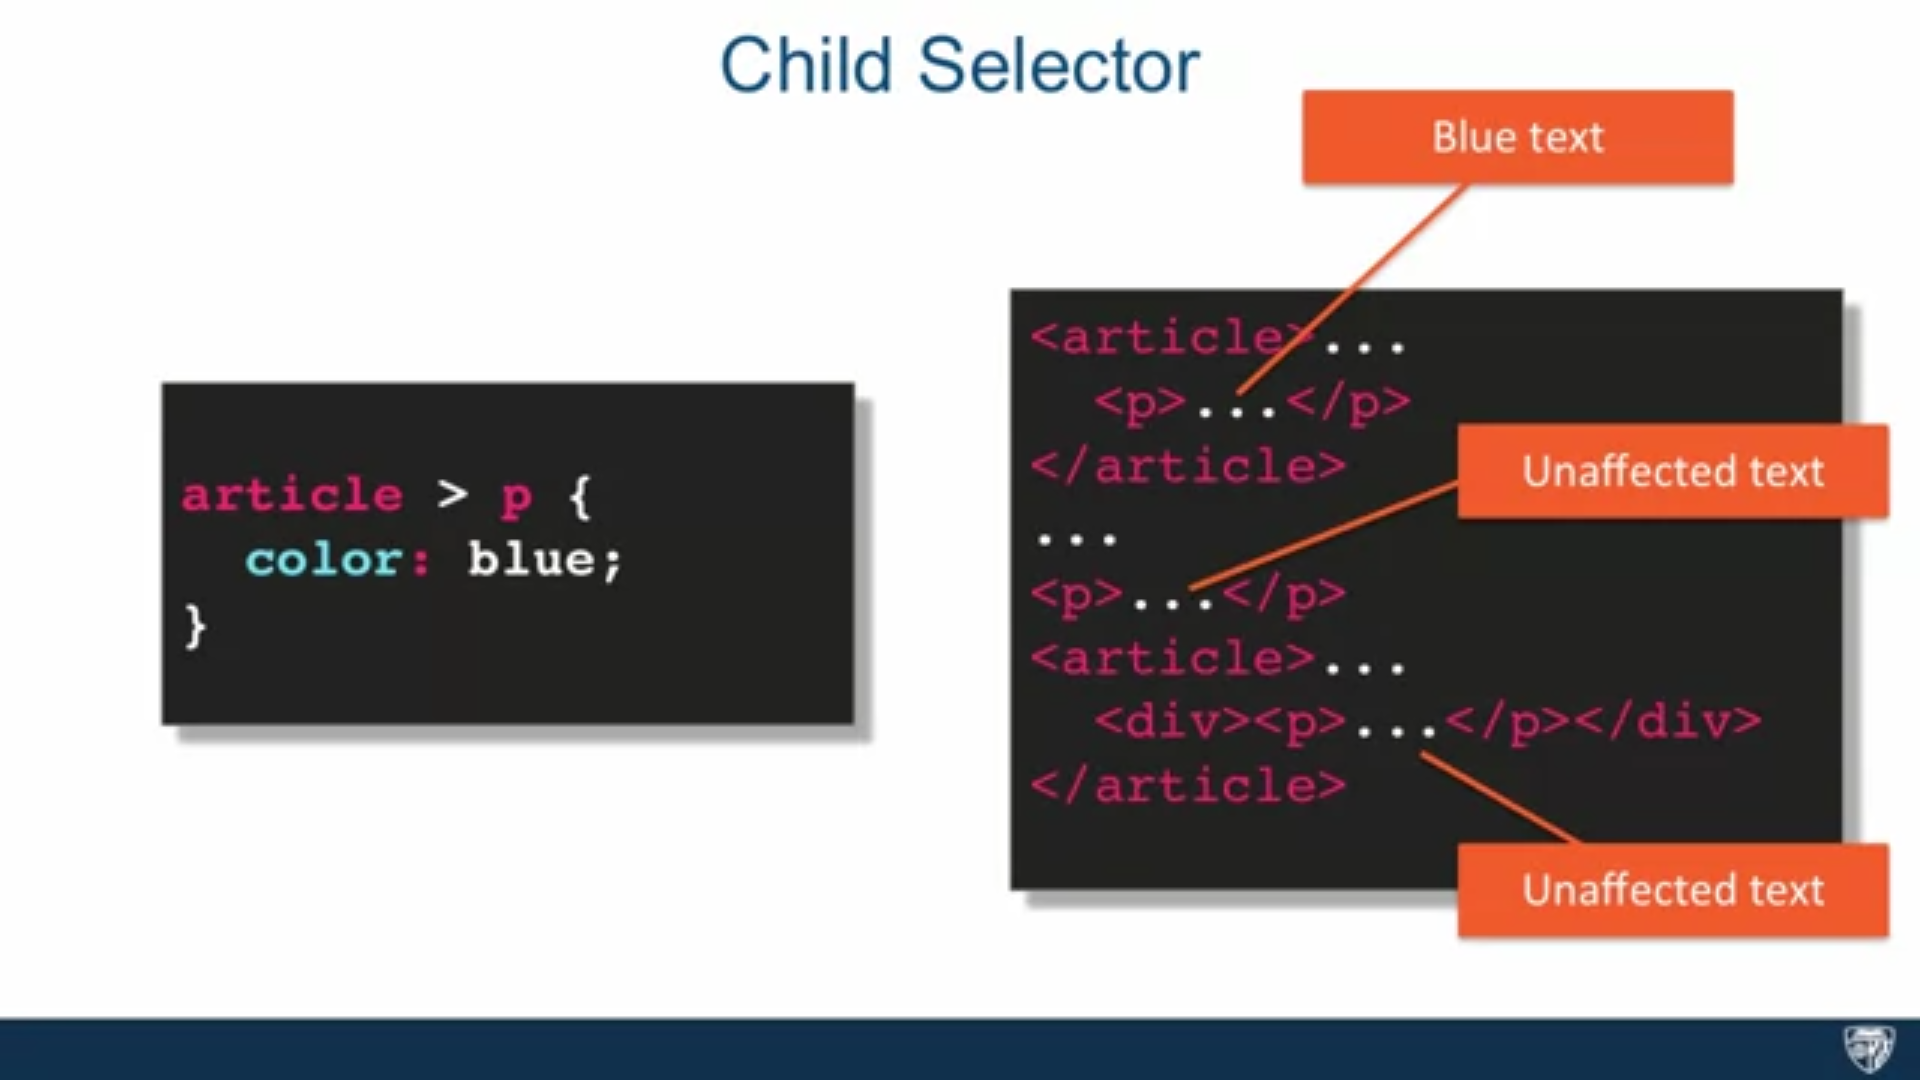 Child Selector
Blue text
article > p {
  color: blue;
}
<article>...
  <p>...</p>
</article>
Unaffected text
...
<p>...</p>
<article>...
  <div><p>...</p></div>
</article>
Unaffected text